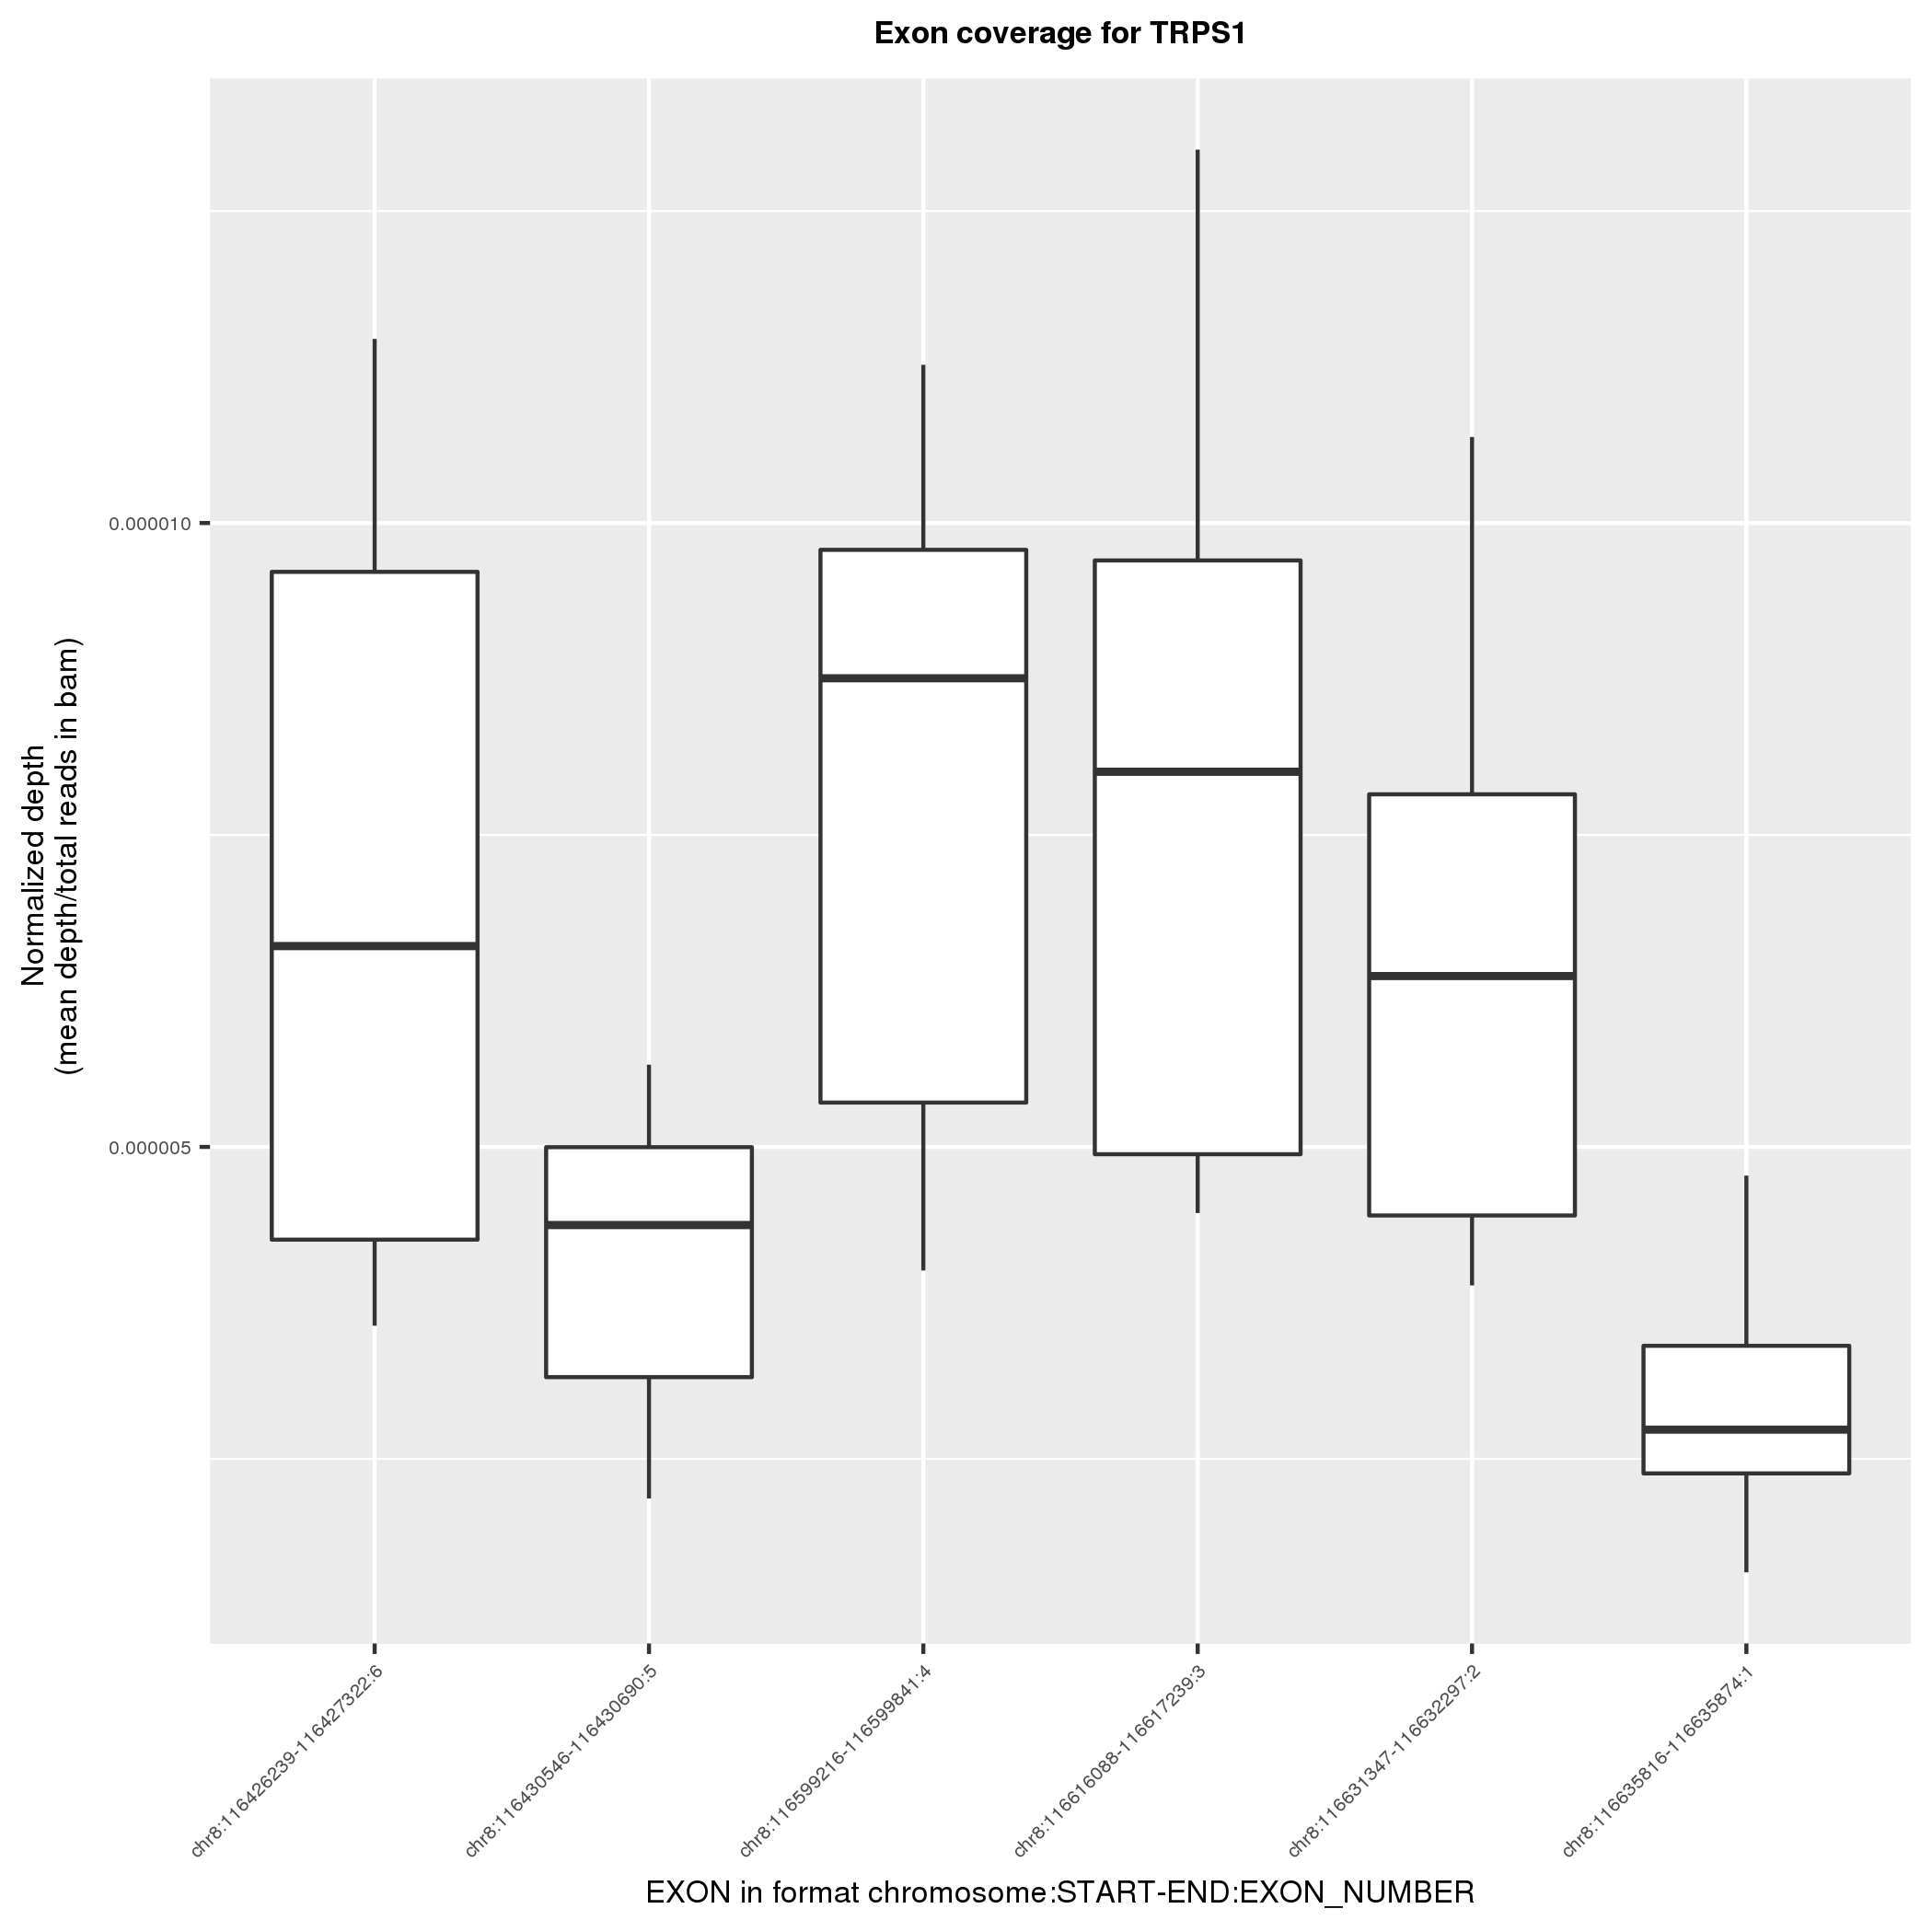 Exon coverage for TRPS1
Normalized depth
(mean depth/total reads in bam)
0.000010
0.000005
chr8:116426239-116427322:6
chr8:116430546-116430690:5
chr8:116599216-116599841:4
chr8:116616088-116617239:3
chr8:116631347-116632297:2
chr8:116635816-116635874:1
EXON in format chromosome:START-END:EXON_NUMBER